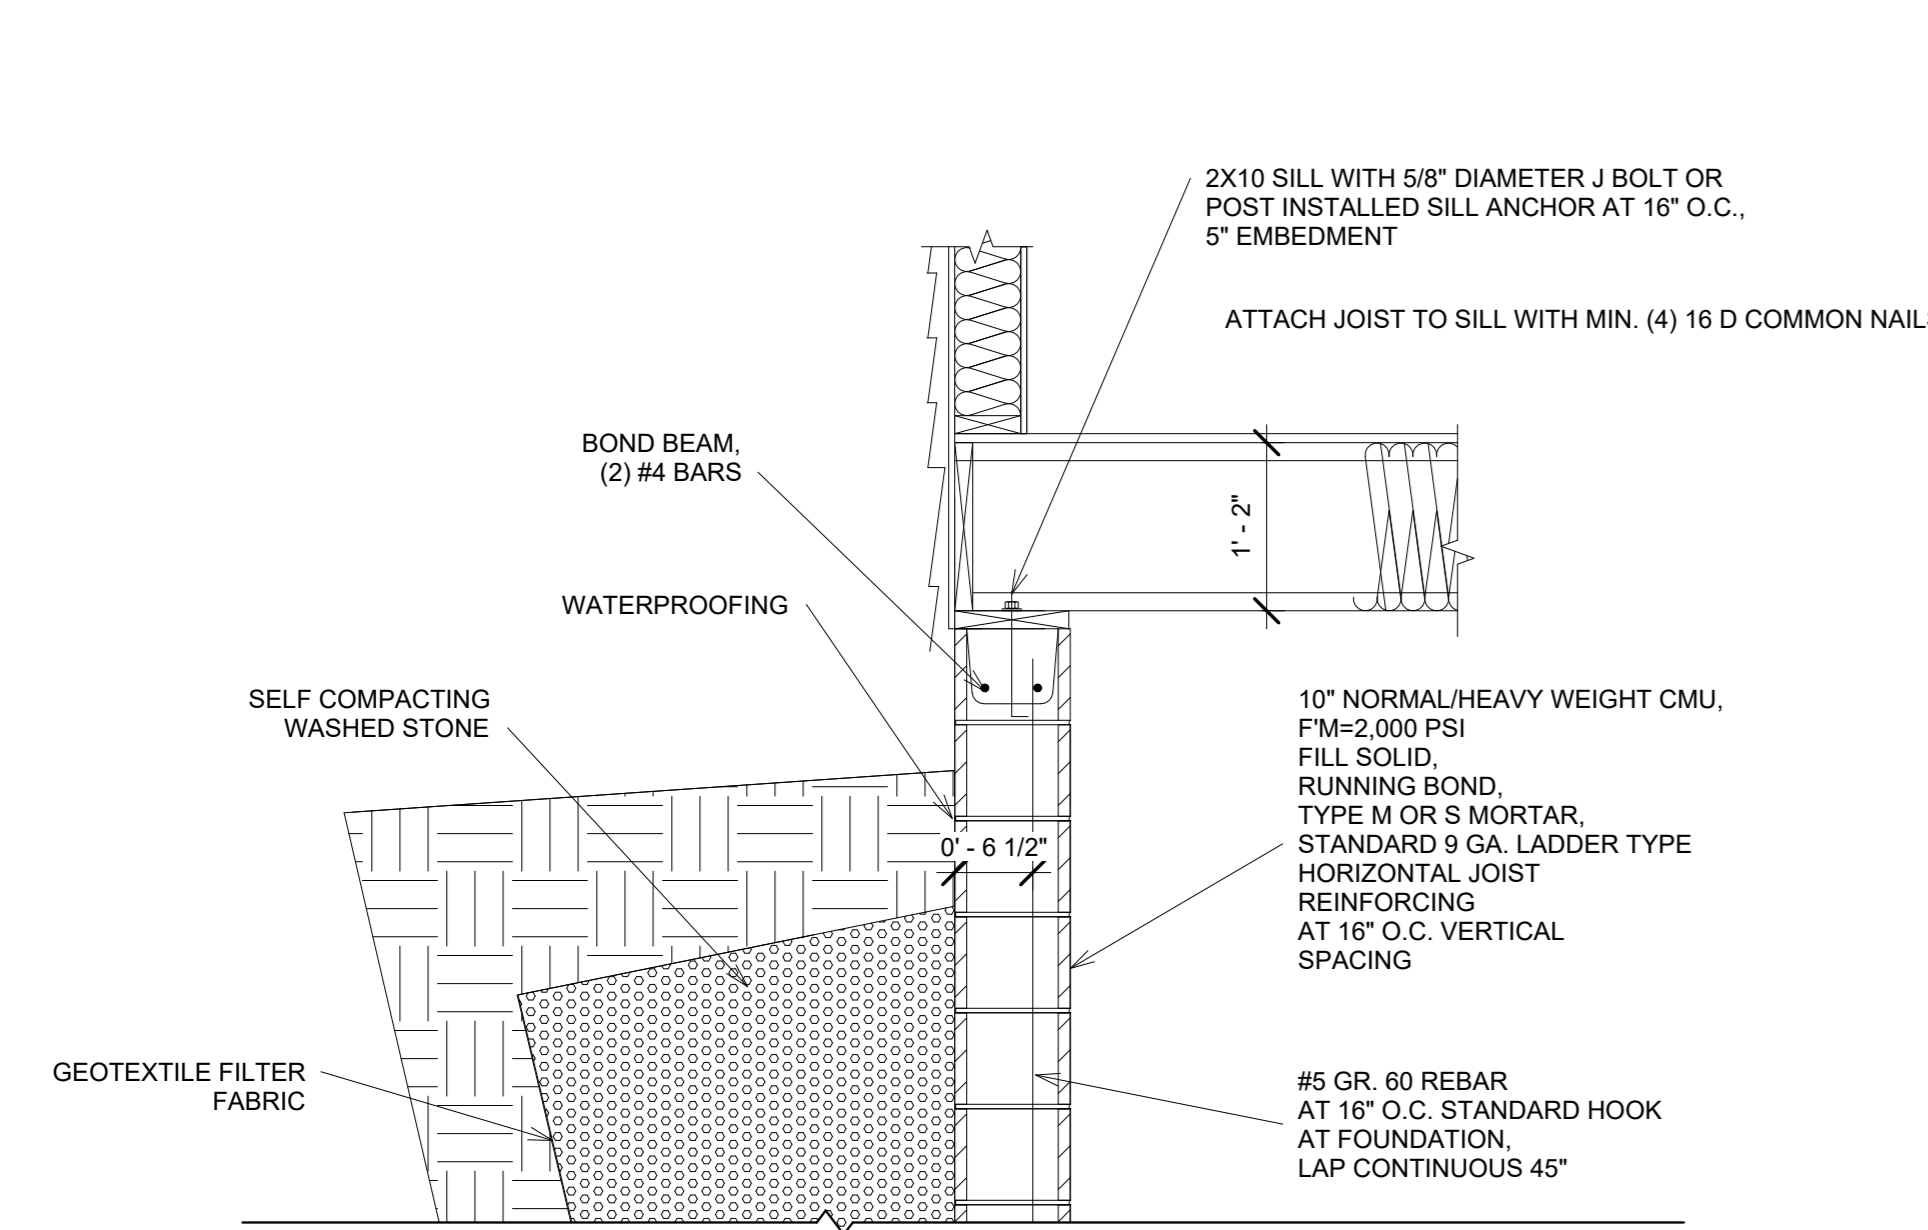 2X10 SILL WITH 5/8" DIAMETER J BOLT OR
POST INSTALLED SILL ANCHOR AT 16" O.C.,
5" EMBEDMENT
ATTACH JOIST TO SILL WITH MIN. (4) 16 D COMMON NAILS
BOND BEAM,
(2) #4 BARS
1' - 2"
WATERPROOFING
SELF COMPACTING
WASHED STONE
10" NORMAL/HEAVY WEIGHT CMU,
F'M=2,000 PSI
FILL SOLID,
RUNNING BOND,
TYPE M OR S MORTAR,
STANDARD 9 GA. LADDER TYPE
HORIZONTAL JOIST
REINFORCING
AT 16" O.C. VERTICAL
SPACING
0' - 6 1/2"
GEOTEXTILE FILTER
FABRIC
#5 GR. 60 REBAR
AT 16" O.C. STANDARD HOOK
AT FOUNDATION,
LAP CONTINUOUS 45"